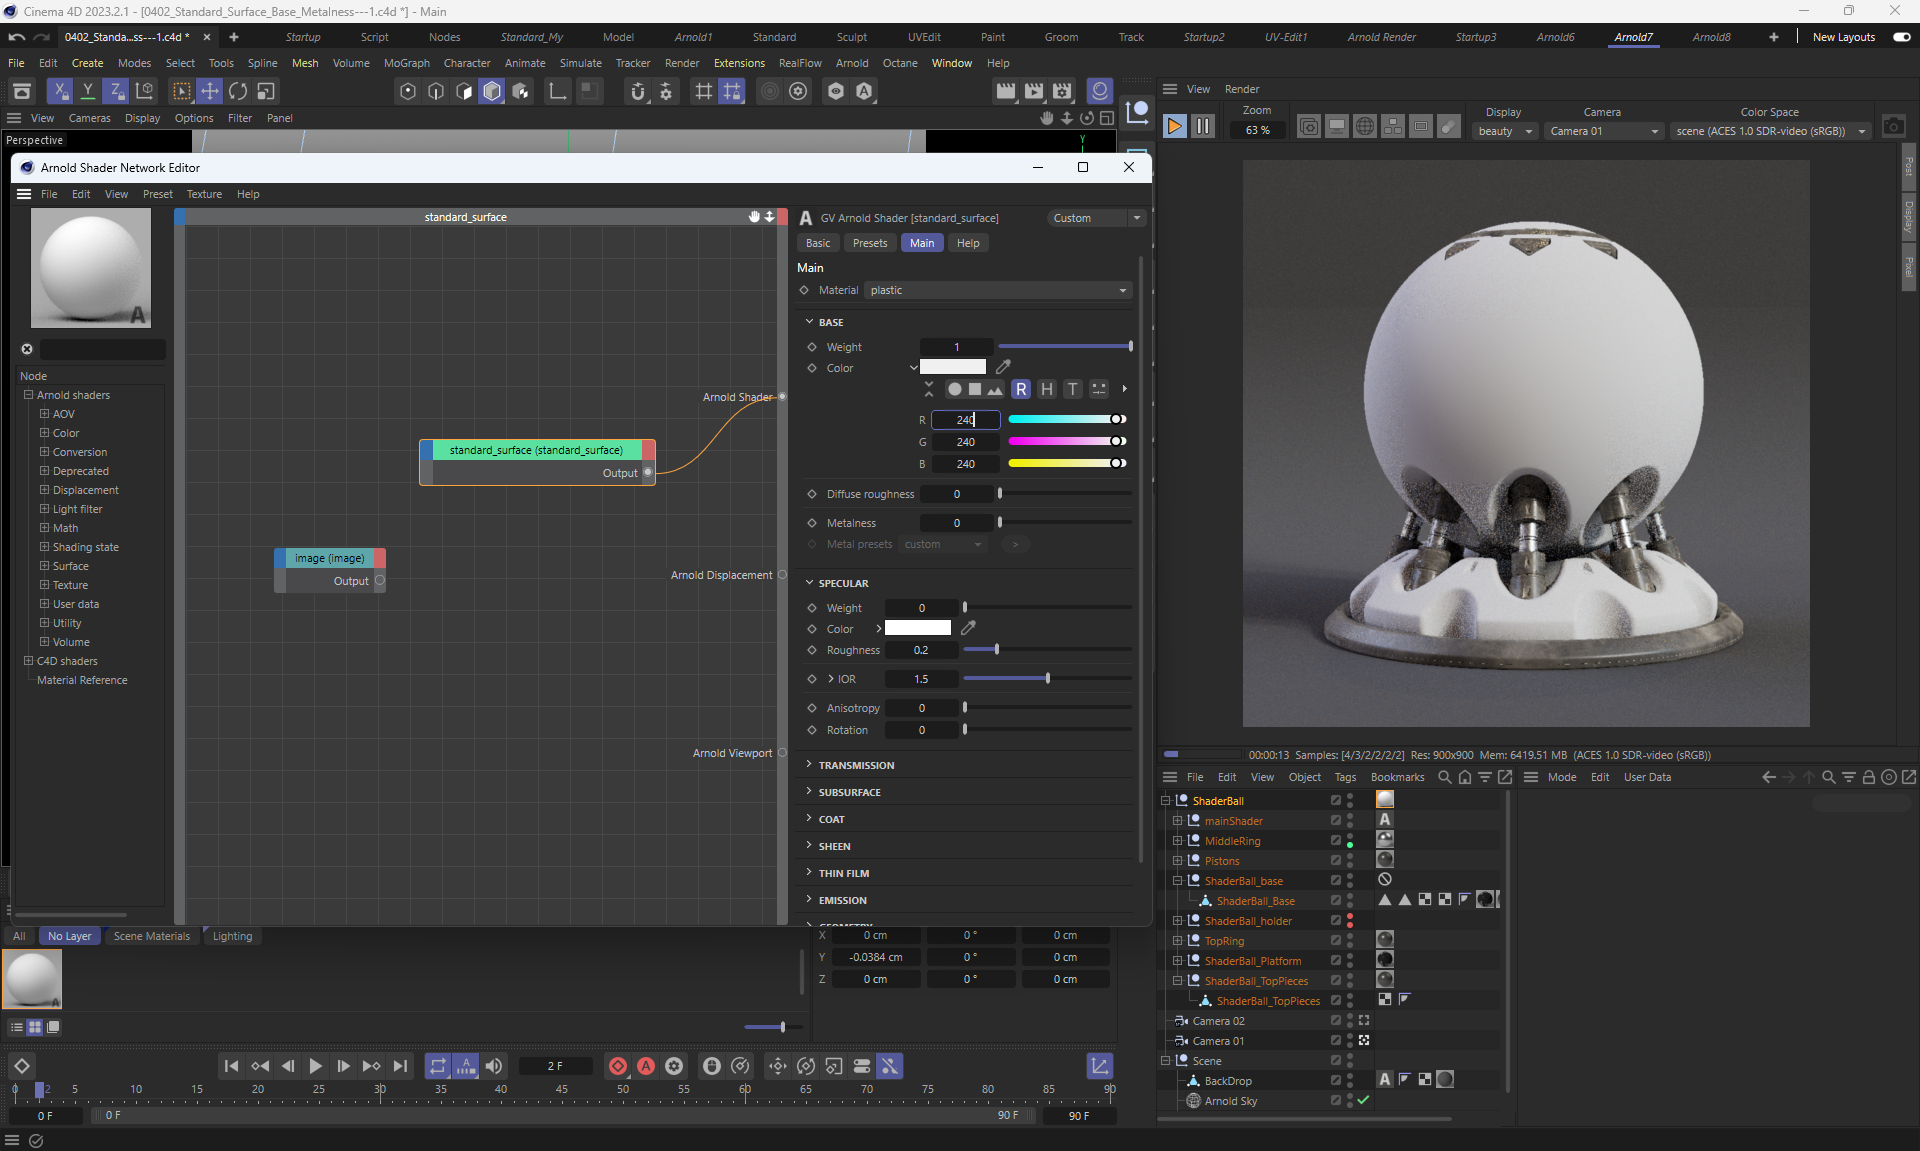 Cinema 4D 2023.2.1 - [0402_Standard_Surface_Base_Metalness---1.c4d *] - Main
0402_Standa...ss---1.c4d *
Startup Script Nodes Standard_My Model Arnold1 Standard Sculpt UVEdit Paint Groom Track Startup2 UV-Edit1 Arnold Render Startup3 Arnold6 Arnold7 Arnold8 New Layouts
File Edit Create Modes Select Tools Spline Mesh Volume MoGraph Character Animate Simulate Tracker Render Extensions RealFlow Arnold Octane Window Help
X Y Z
View Cameras Display Options Filter Panel
Perspective
Y
Arnold Shader Network Editor
File Edit View Preset Texture Help
standard_surface
Node
Arnold shaders
AOV
Color
Conversion
Deprecated
Displacement
Light filter
Math
Shading state
Surface
Texture
User data
Utility
Volume
C4D shaders
Material Reference
Arnold Shader
standard_surface (standard_surface)
Output
image (image)
Output
Arnold Displacement
Arnold Viewport
GV Arnold Shader [standard_surface]
Custom
Basic Presets Main Help
Main
Material plastic
BASE
Weight 1
Color
R H T
R 240
G 240
B 240
Diffuse roughness 0
Metalness 0
Metal presets custom >
SPECULAR
Weight 0
Color
Roughness 0.2
IOR 1.5
Anisotropy 0
Rotation 0
TRANSMISSION
SUBSURFACE
COAT
SHEEN
THIN FILM
EMISSION
GEOMETRY
View Render
Zoom
63 %
Display
beauty
Camera
Camera 01
Color Space
scene (ACES 1.0 SDR-video (sRGB))
Post
Display
Pixel
00:00:13 Samples: [4/3/2/2/2/2] Res: 900x900 Mem: 6419.51 MB (ACES 1.0 SDR-video (sRGB))
File Edit View Object Tags Bookmarks
Mode Edit User Data
ShaderBall
mainShader
MiddleRing
Pistons
ShaderBall_base
ShaderBall_Base
ShaderBall_holder
TopRing
ShaderBall_Platform
ShaderBall_TopPieces
ShaderBall_TopPieces
Camera 02
Camera 01
Scene
BackDrop
Arnold Sky
All No Layer Scene Materials Lighting
X 0 cm 0 ° 0 cm
Y -0.0384 cm 0 ° 0 cm
Z 0 cm 0 ° 0 cm
2 F
0 2 5 10 15 20 25 30 35 40 45 50 55 60 65 70 75 80 85 90
0 F 0 F 90 F 90 F